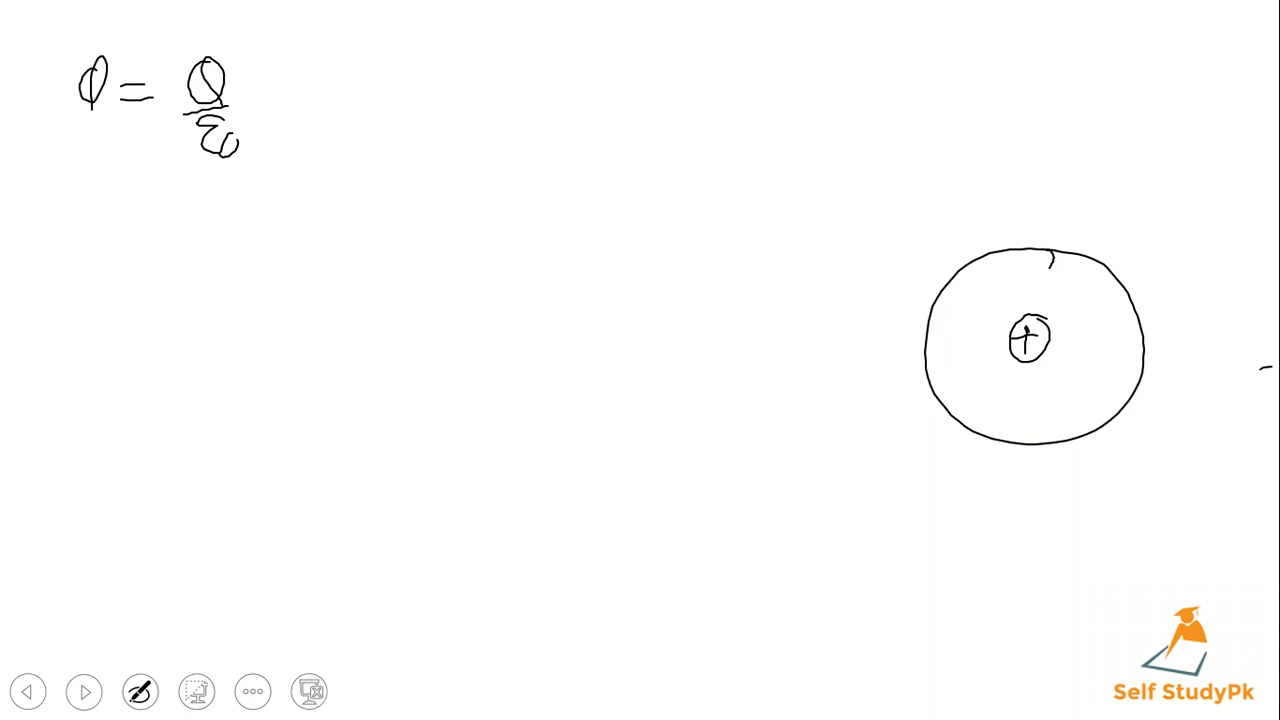 φ = Q/ε0
+
-
Self StudyPk